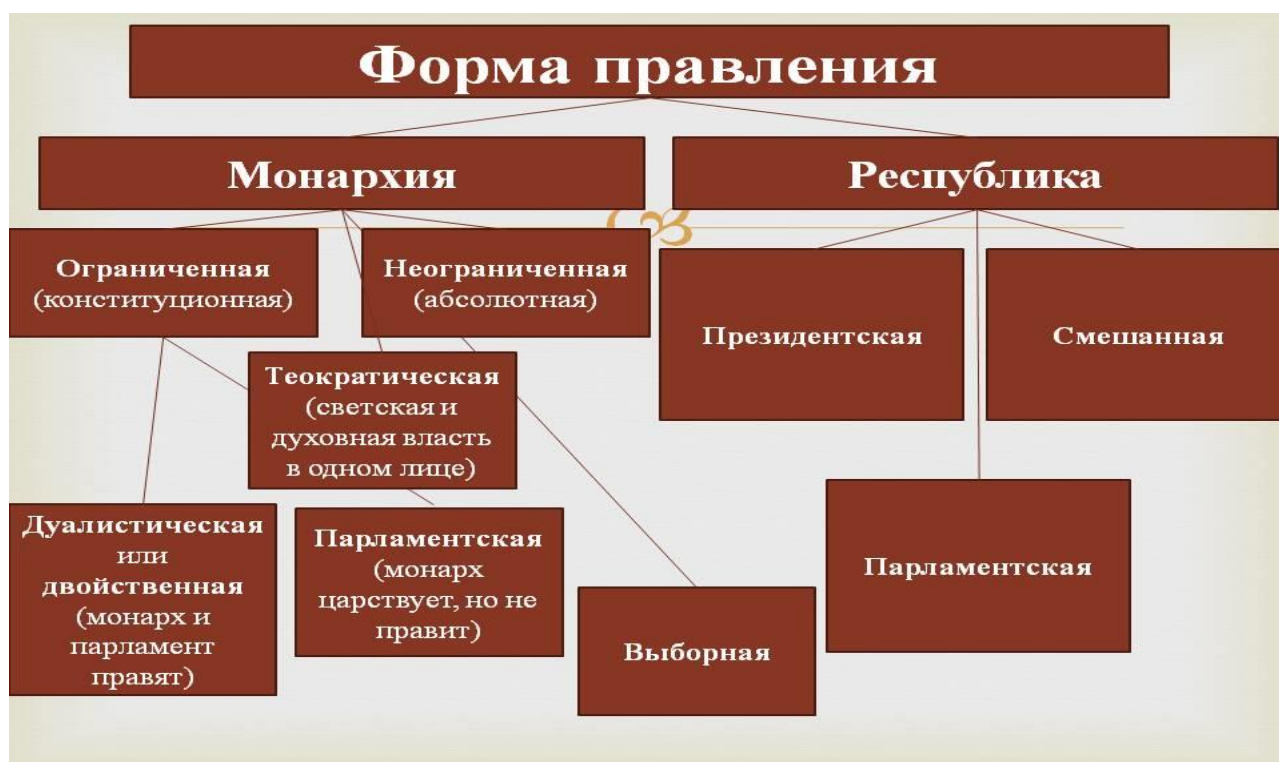 Форма правления
Монархия
Республика
Ограниченная
(конституционная)
Неограниченная
(абсолютная)
Президентская
Смешанная
Теократическая
(светская и
духовная власть
в одном лице)
Дуалистическая
или
двойственная
(монарх и
парламент
правят)
Парламентская
(монарх
царствует, но не
правит)
Выборная
Парламентская